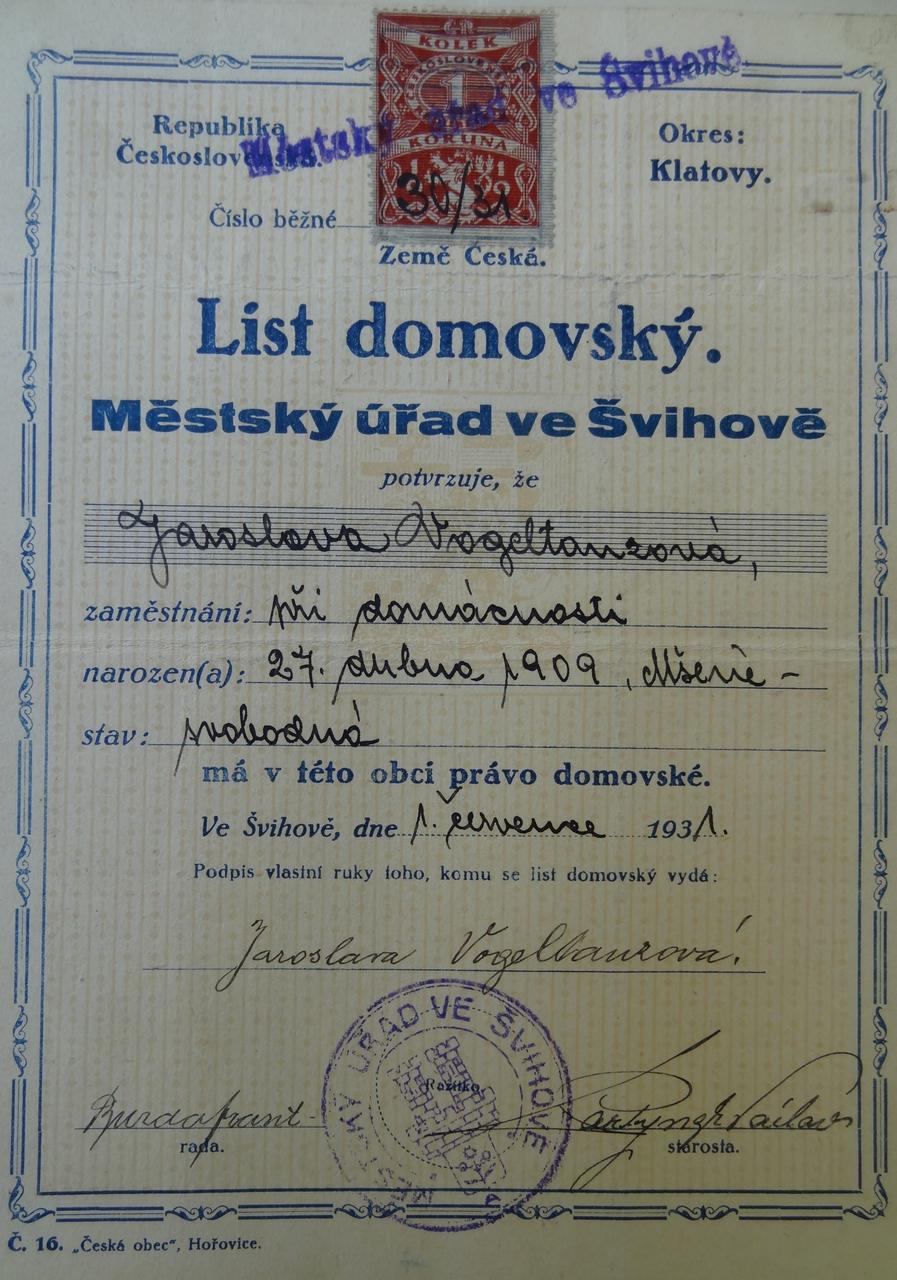 KOLEK
ČESKOSLOVENSKÝ
1
KORUNA
30/31
Městský úřad ve Švihově
Republika
Československá.
Okres:
Klatovy.
Číslo běžné
Země Česká.
List domovský.
Městský úřad ve Švihově
potvrzuje, že
Jaroslava Vogeltanzová,
zaměstnání: při domácnosti
narozen(a): 27. dubna 1909,
stav: svobodná
má v této obci právo domovské.
Ve Švihově, dne 1. července 1931.
Podpis vlastní ruky toho, komu se list domovský vydá:
Jaroslava Vogeltanzová.
MĚSTSKÝ ÚŘAD VE ŠVIHOVĚ
Razítko.
rada.
Václav
starosta.
Č. 16. „Česká obec", Hořovice.